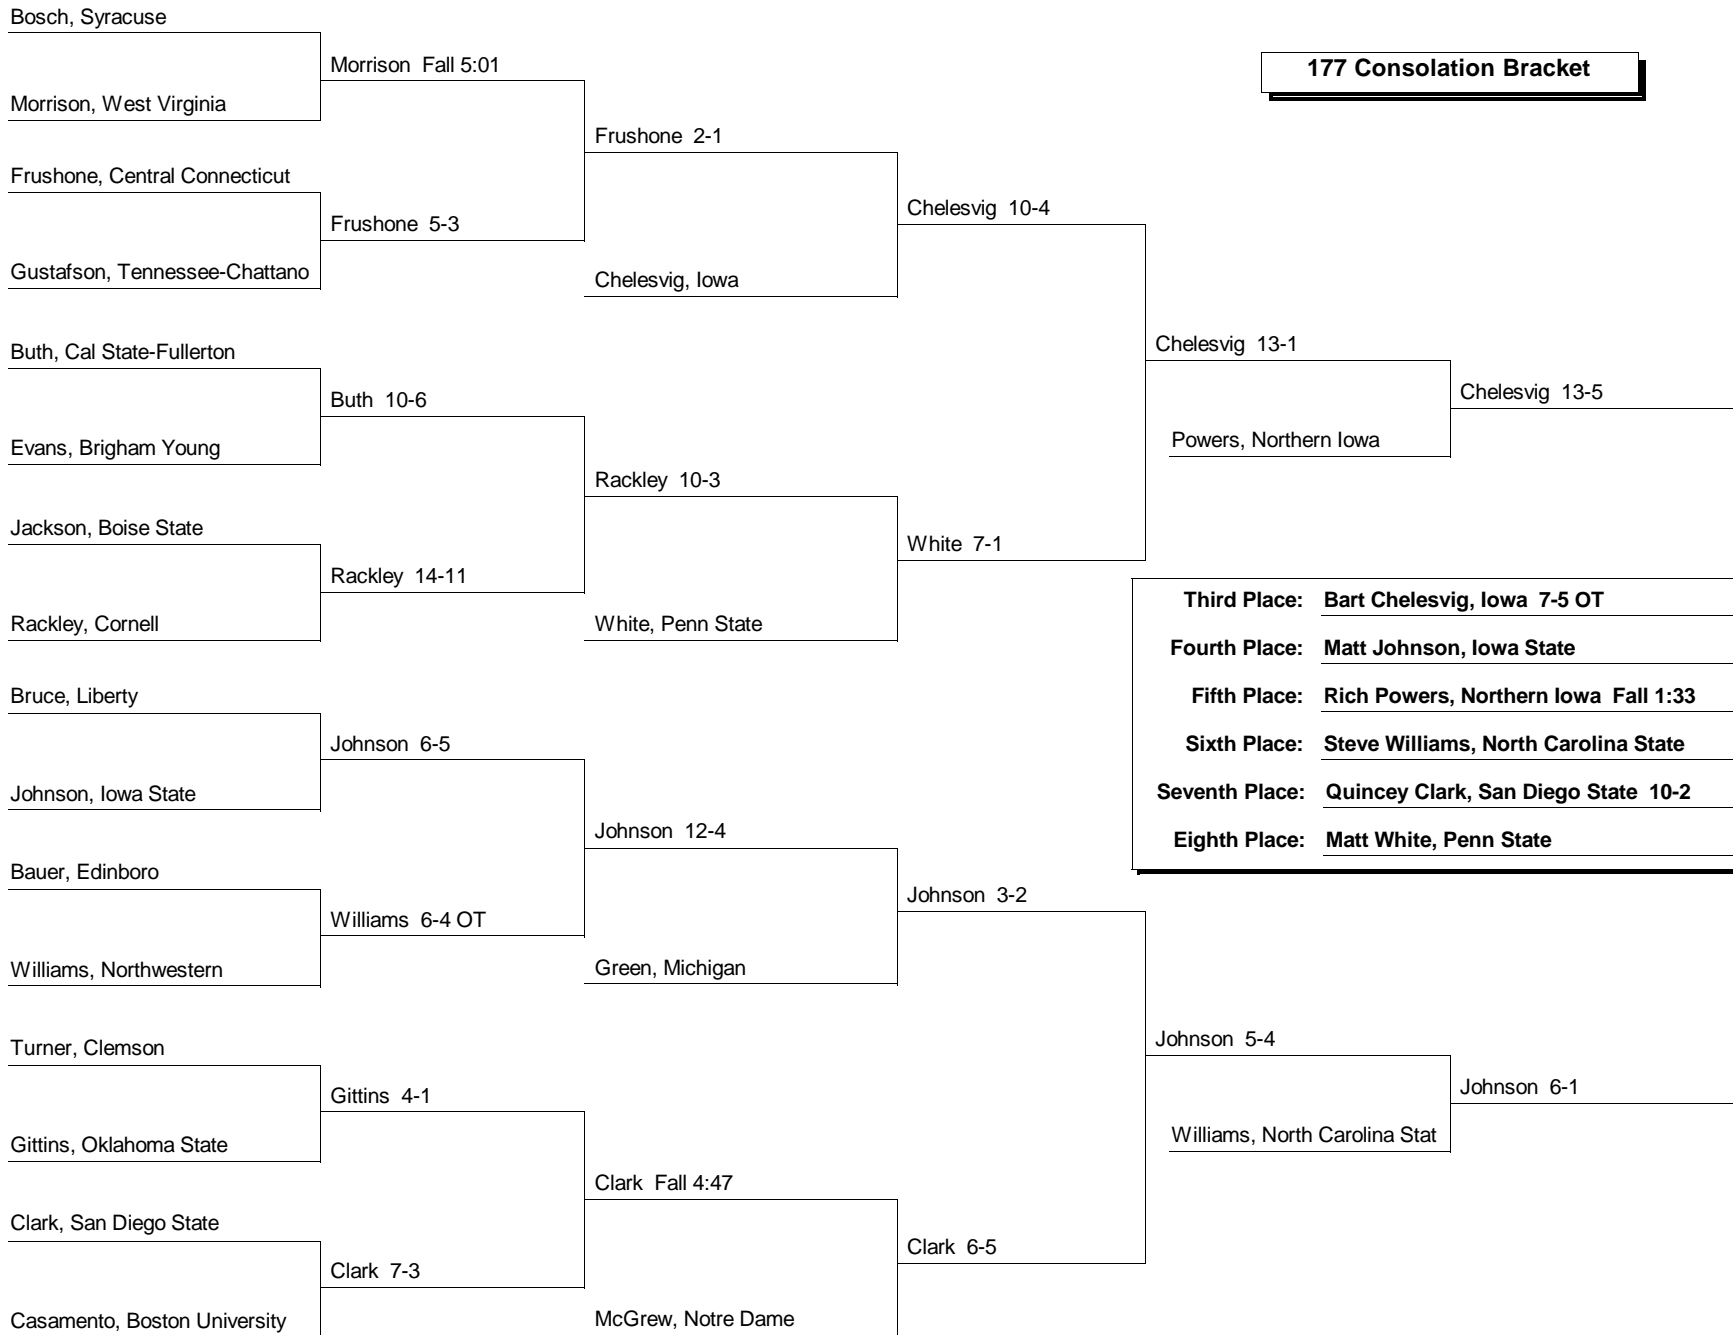 Bosch, Syracuse
Morrison Fall 5:01
177 Consolation Bracket
Morrison, West Virginia
Frushone 2-1
Frushone, Central Connecticut
Chelesvig 10-4
Frushone 5-3
Gustafson, Tennessee-Chattano
Chelesvig, Iowa
Buth, Cal State-Fullerton
Chelesvig 13-1
Buth 10-6
Chelesvig 13-5
Evans, Brigham Young
Powers, Northern Iowa
Rackley 10-3
Jackson, Boise State
White 7-1
Rackley 14-11
Rackley, Cornell
White, Penn State
Third Place: Bart Chelesvig, Iowa 7-5 OT
Fourth Place: Matt Johnson, Iowa State
Fifth Place: Rich Powers, Northern Iowa Fall 1:33
Sixth Place: Steve Williams, North Carolina State
Seventh Place: Quincey Clark, San Diego State 10-2
Eighth Place: Matt White, Penn State
Bruce, Liberty
Johnson 6-5
Johnson, Iowa State
Johnson 12-4
Bauer, Edinboro
Johnson 3-2
Williams 6-4 OT
Williams, Northwestern
Green, Michigan
Turner, Clemson
Johnson 5-4
Gittins 4-1
Johnson 6-1
Gittins, Oklahoma State
Williams, North Carolina Stat
Clark Fall 4:47
Clark, San Diego State
Clark 6-5
Clark 7-3
Casamento, Boston University
McGrew, Notre Dame